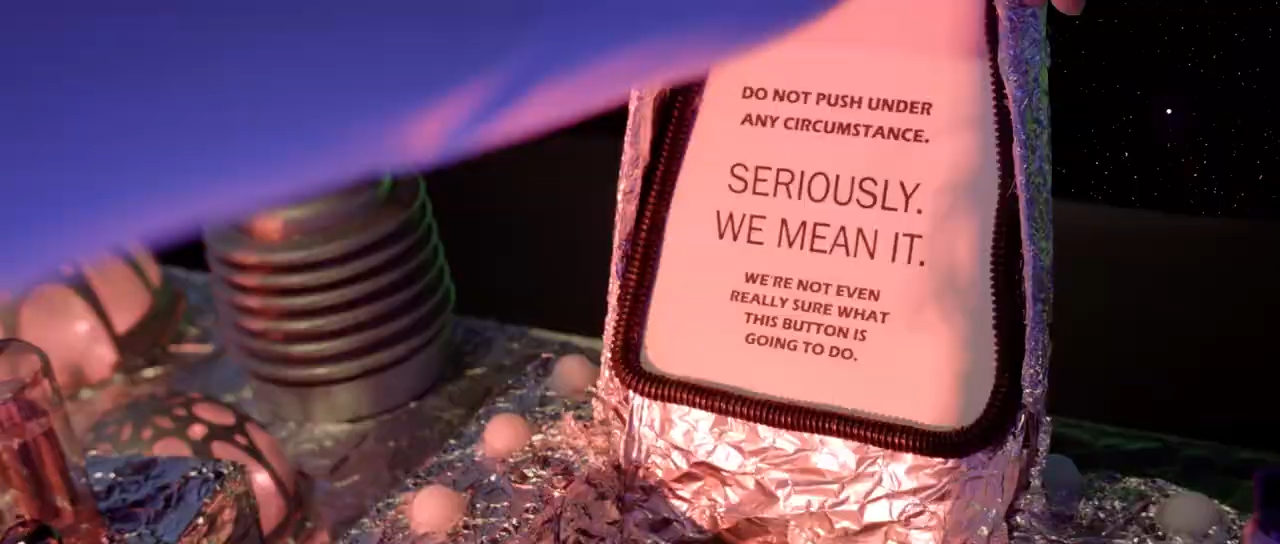 DO NOT PUSH UNDER
ANY CIRCUMSTANCE.
SERIOUSLY.
WE MEAN IT.
WE'RE NOT EVEN
REALLY SURE WHAT
THIS BUTTON IS
GOING TO DO.